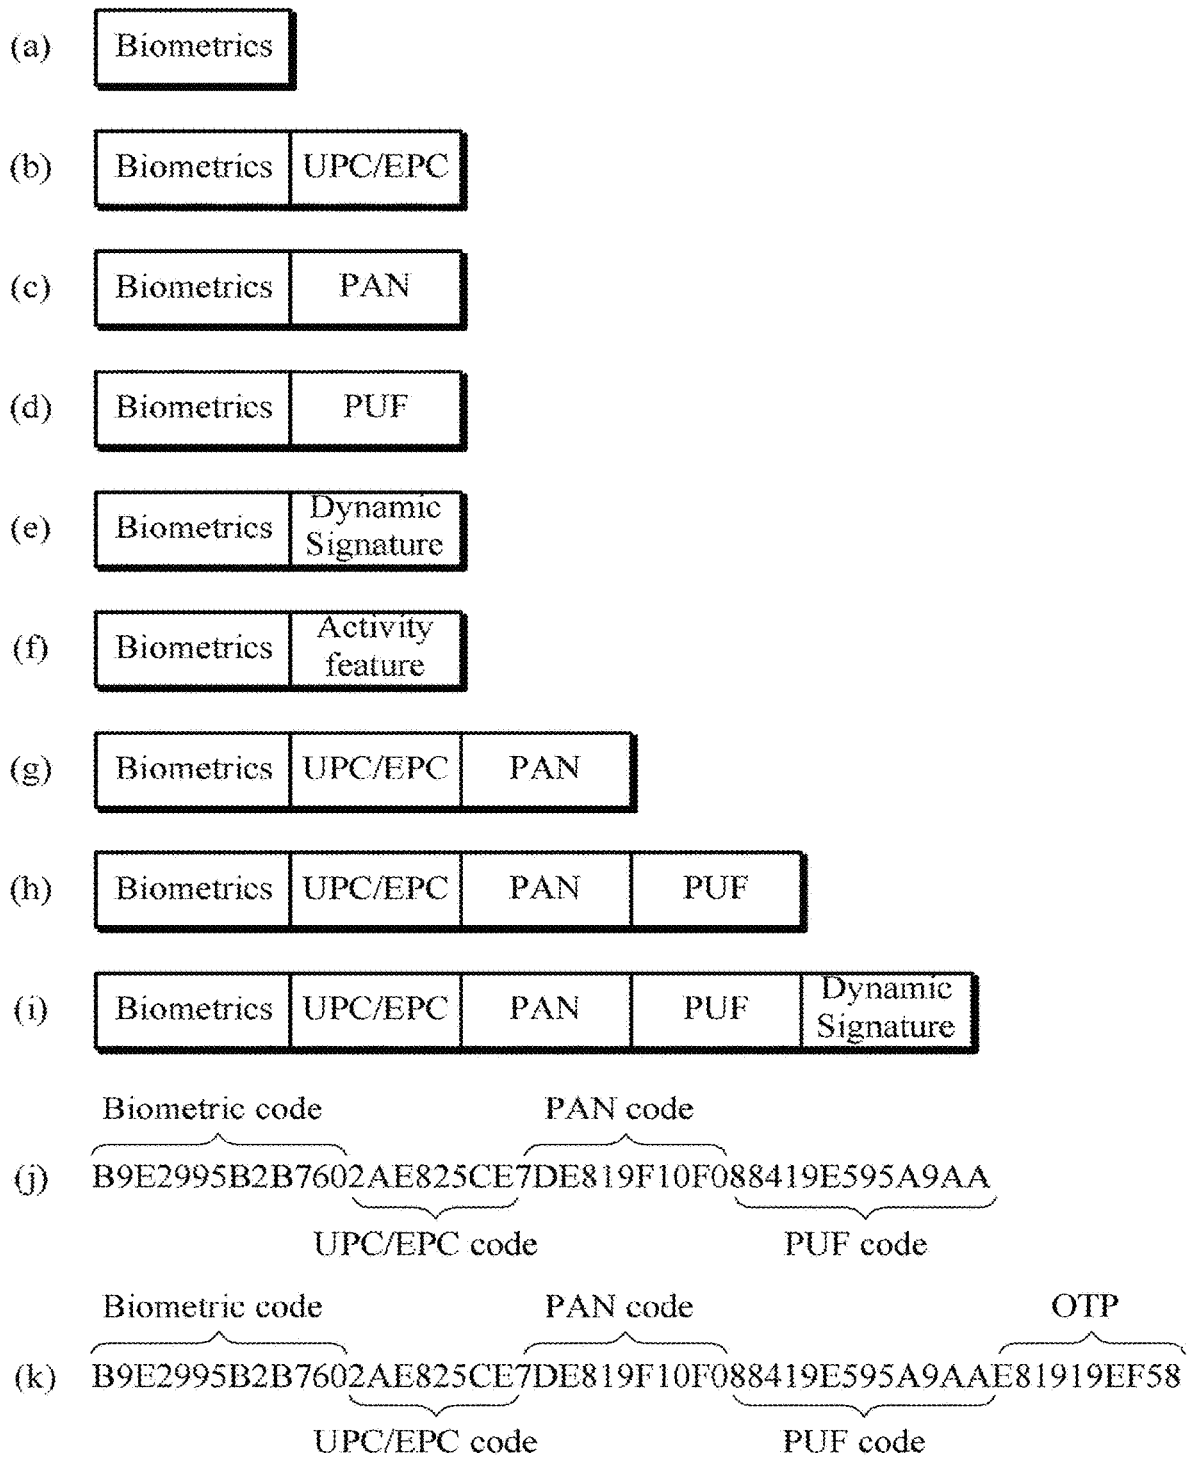 (a) Biometrics
(b) Biometrics UPC/EPC
(c) Biometrics PAN
(d) Biometrics PUF
(e) Biometrics Dynamic
Signature
(f) Biometrics Activity
feature
(g) Biometrics UPC/EPC PAN
(h) Biometrics UPC/EPC PAN PUF
(i) Biometrics UPC/EPC PAN PUF Dynamic
Signature
Biometric code PAN code
(j) B9E2995B2B7602AE825CE7DE819F10F088419E595A9AA
UPC/EPC code PUF code
Biometric code PAN code OTP
(k) B9E2995B2B7602AE825CE7DE819F10F088419E595A9AAE81919EF58
UPC/EPC code PUF code